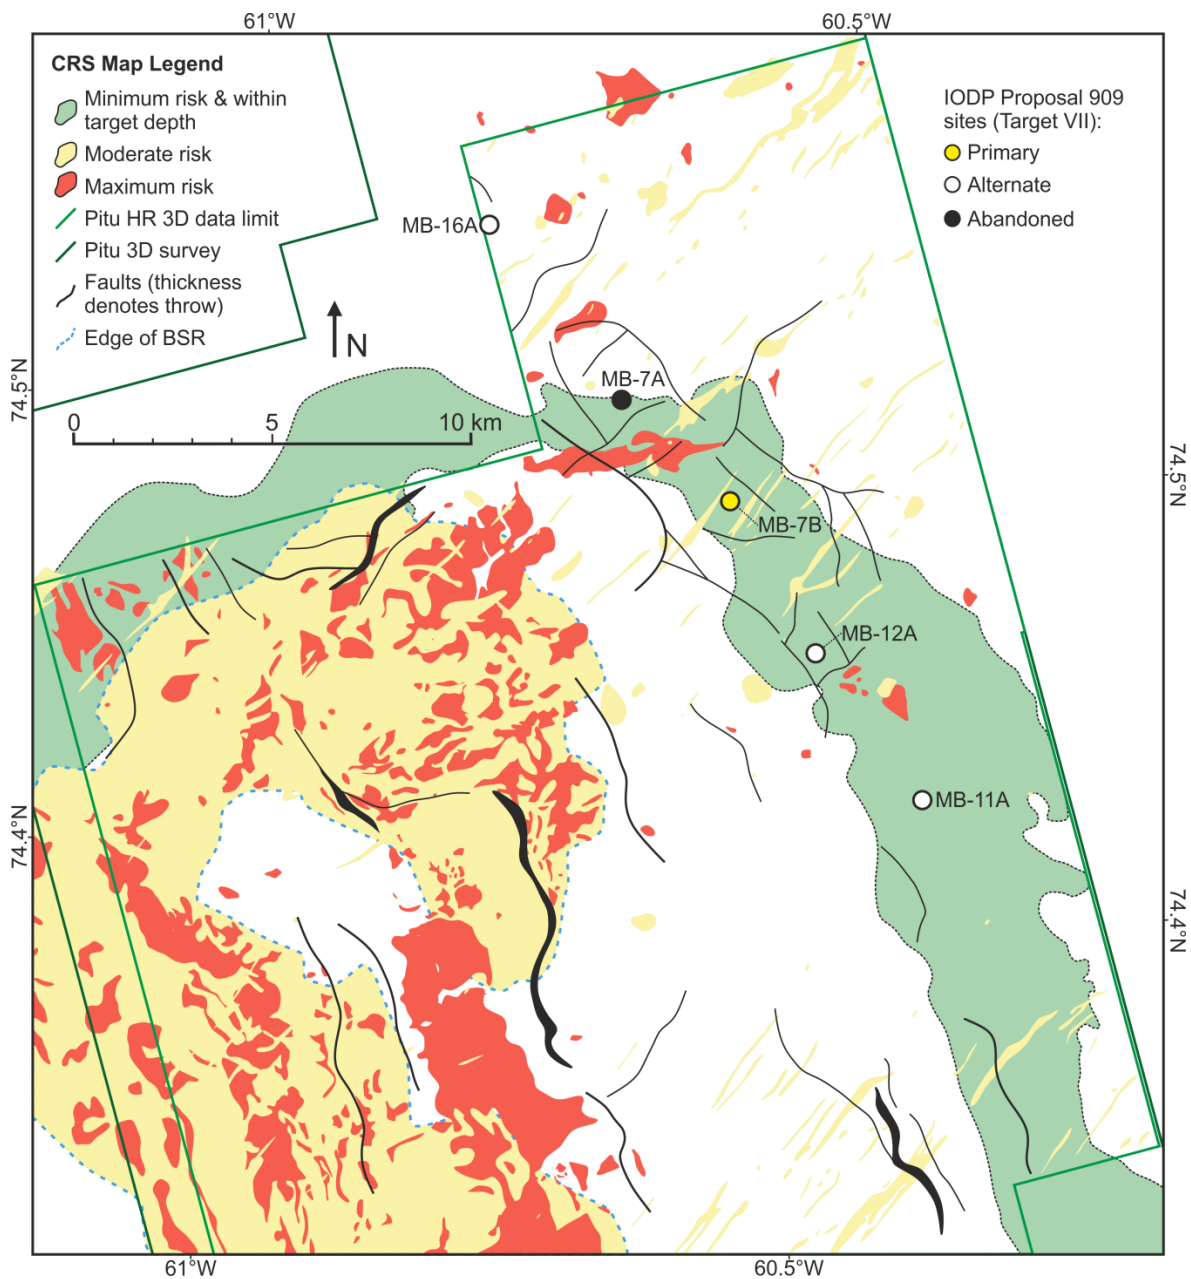 61°W
60.5°W
CRS Map Legend
Minimum risk & within
target depth
Moderate risk
Maximum risk
Pitu HR 3D data limit
Pitu 3D survey
Faults (thickness
denotes throw)
Edge of BSR
IODP Proposal 909
sites (Target VII):
Primary
Alternate
Abandoned
MB-16A
N
74.5°N
MB-7A
0 5 10 km
74.5°N
MB-7B
MB-12A
MB-11A
74.4°N
74.4°N
61°W
60.5°W